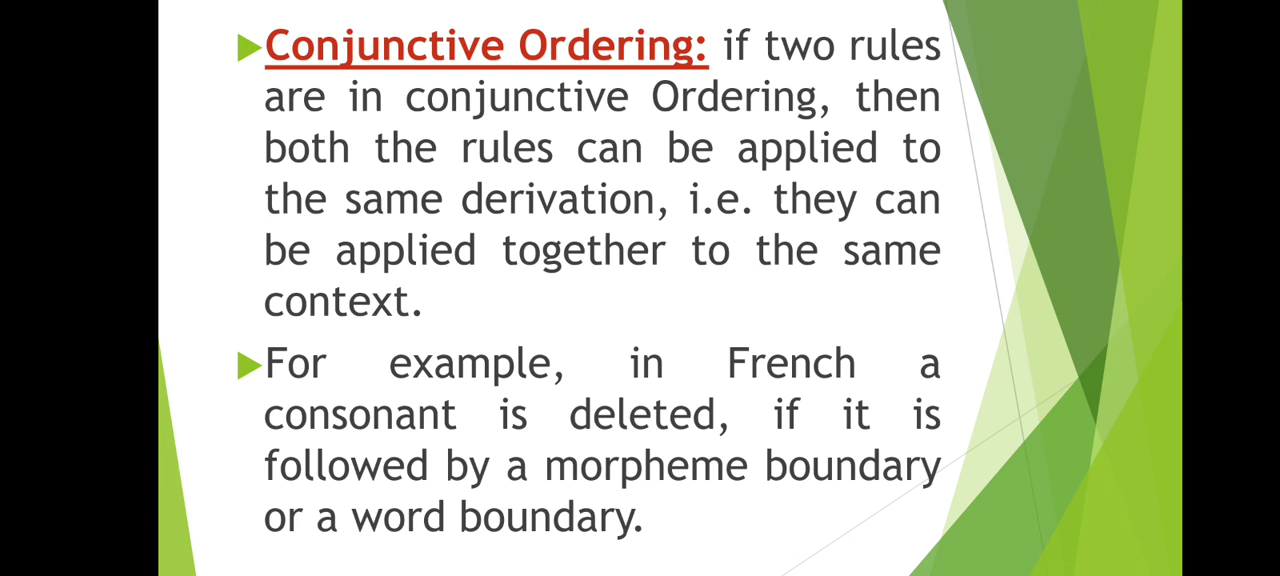 Conjunctive Ordering: if two rules
are in conjunctive Ordering, then
both the rules can be applied to
the same derivation, i.e. they can
be applied together to the same
context.
For example, in French a
consonant is deleted, if it is
followed by a morpheme boundary
or a word boundary.